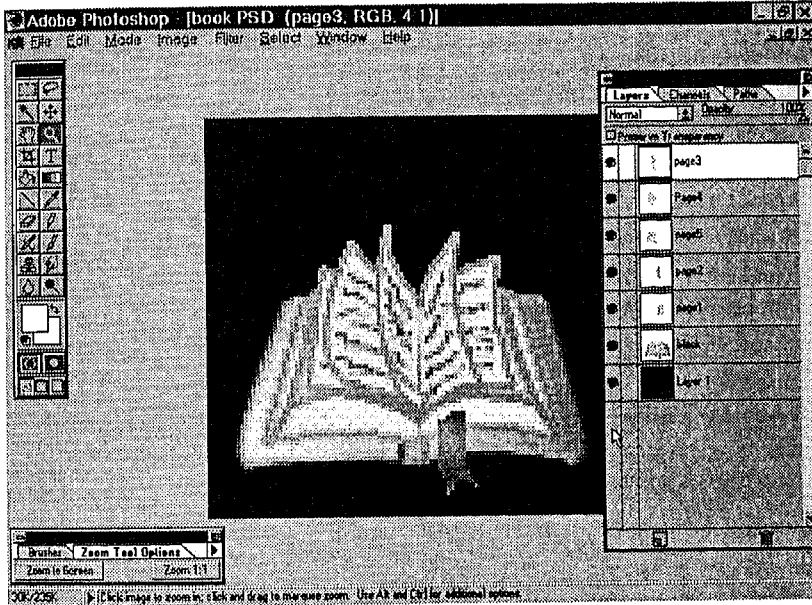 Adobe Photoshop - [book PSD (page3, RGB, 4:1)]
File Edit Mode Image Filter Select Window Help
Layers Channels Paths
Normal Opacity 100%
Preserve Transparency
page3
Page4
page5
page2
page1
Layer 1
Brushes Zoom Tool Options
Zoom to Screen Zoom 1:1
Click image to zoom in; click and drag to marquee zoom. Use Alt and Ctrl for additional options.